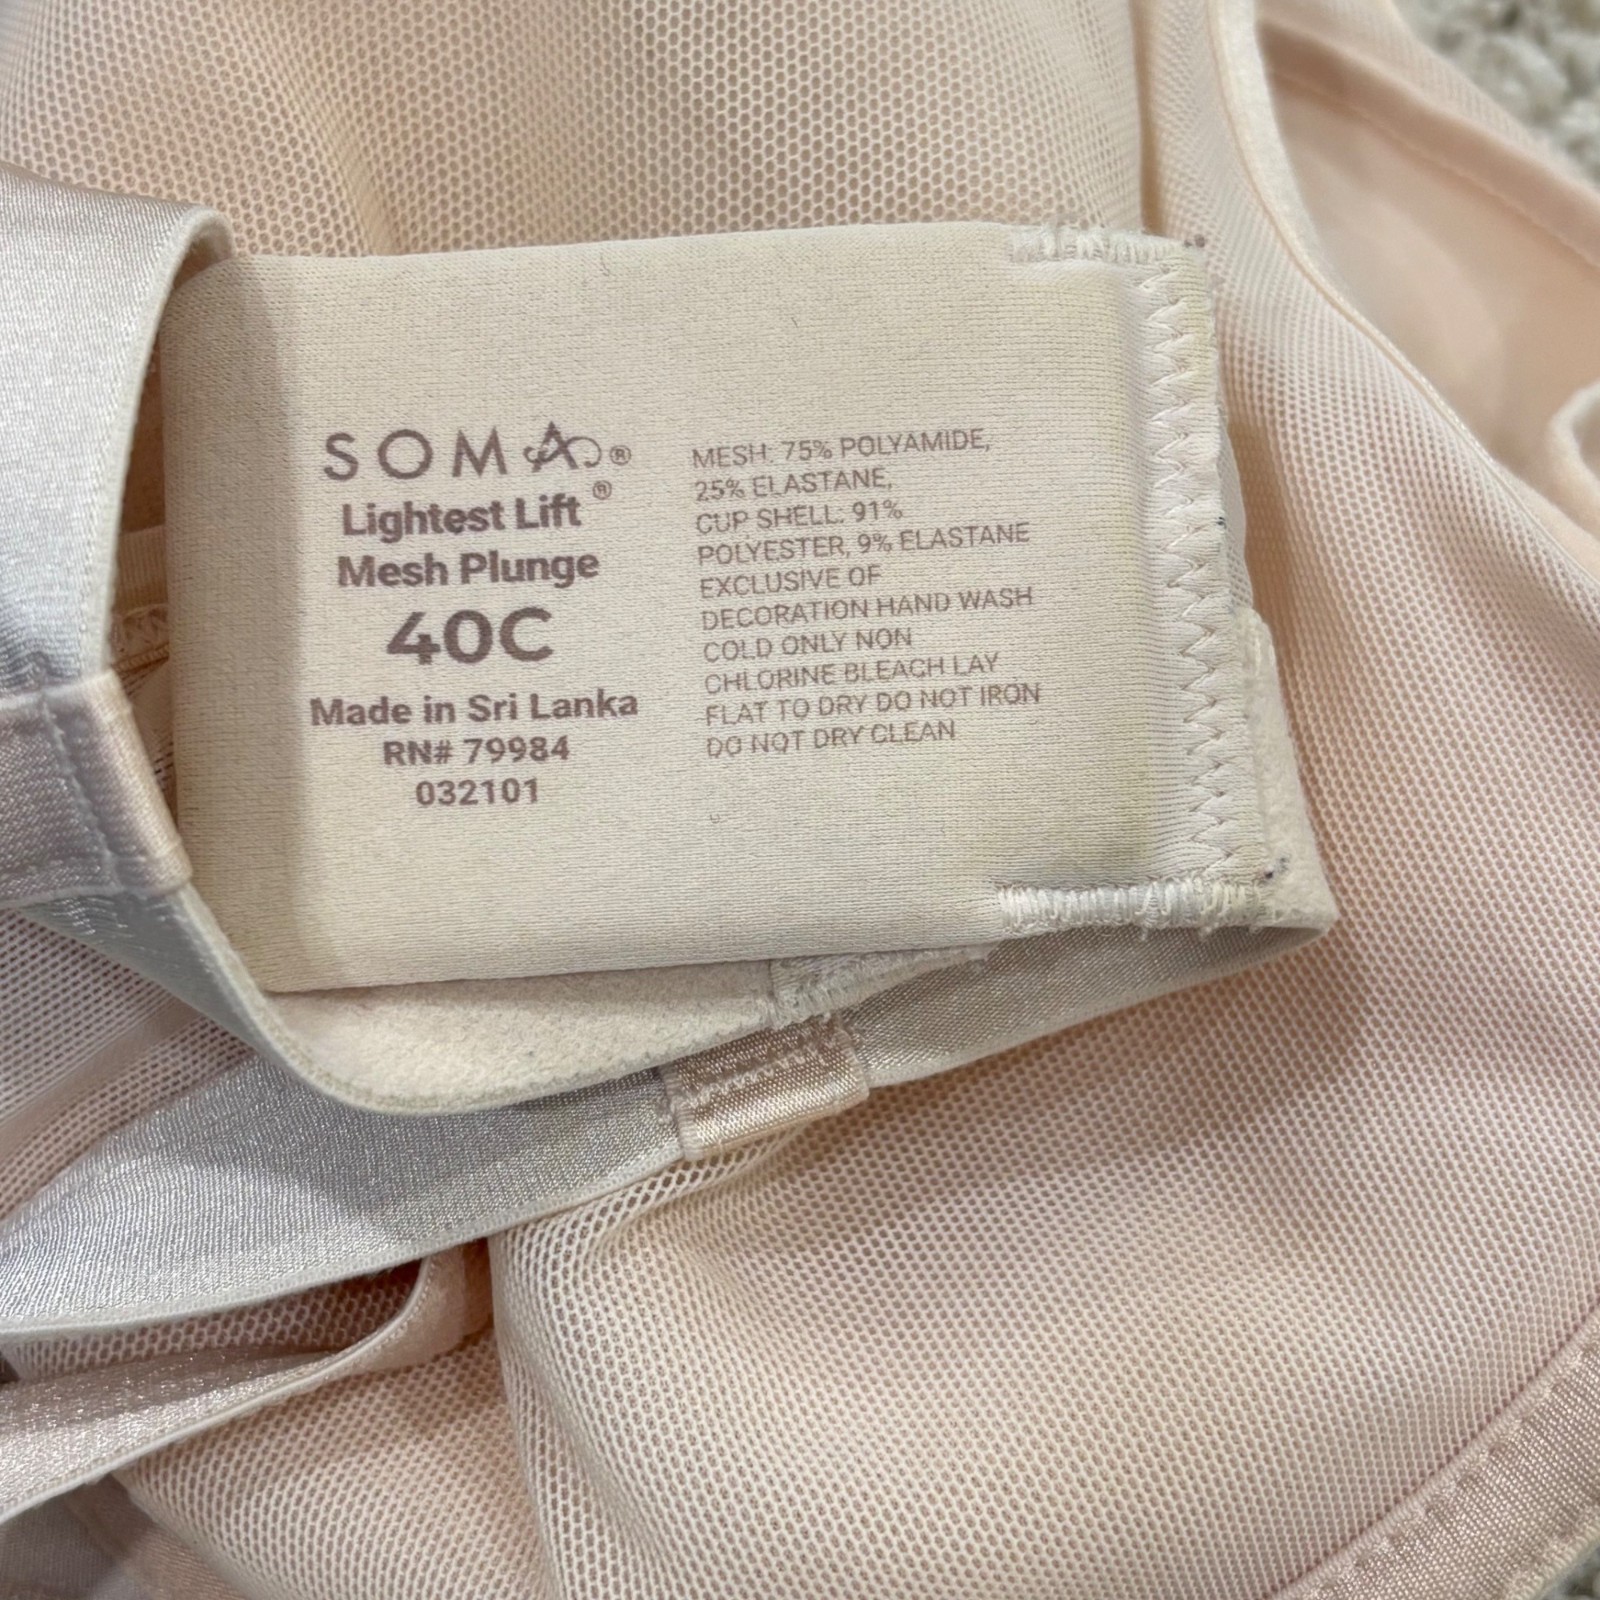 SOMA®
Lightest Lift®
Mesh Plunge
40C
Made in Sri Lanka
RN# 79984
032101
MESH: 75% POLYAMIDE,
25% ELASTANE,
CUP SHELL: 91%
POLYESTER, 9% ELASTANE
EXCLUSIVE OF
DECORATION HAND WASH
COLD ONLY NON
CHLORINE BLEACH LAY
FLAT TO DRY DO NOT IRON
DO NOT DRY CLEAN